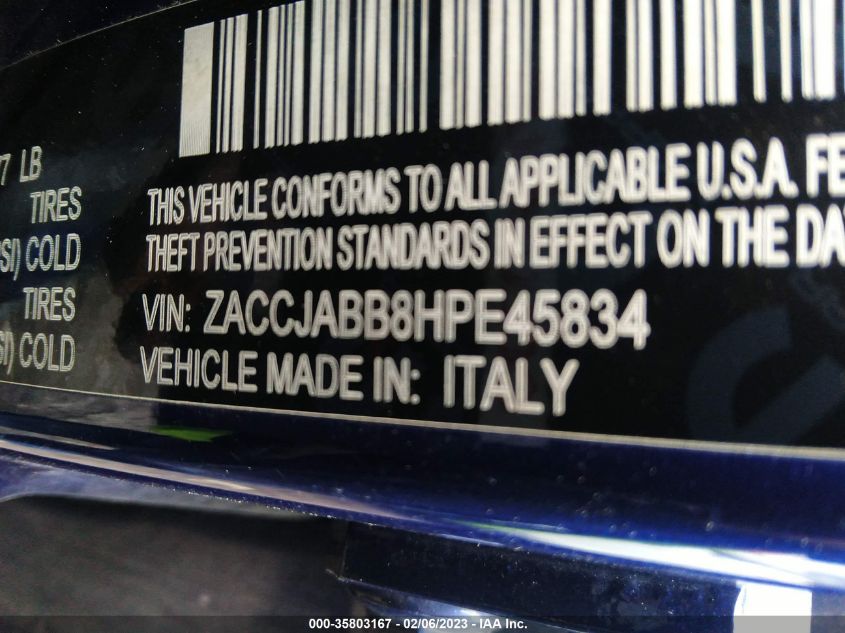 7 LB
TIRES
SI) COLD
TIRES
SI) COLD
THIS VEHICLE CONFORMS TO ALL APPLICABLE U.S.A. FE
THEFT PREVENTION STANDARDS IN EFFECT ON THE DA
VIN: ZACCJABB8HPE45834
VEHICLE MADE IN: ITALY
000-35803167 - 02/06/2023 - IAA Inc.